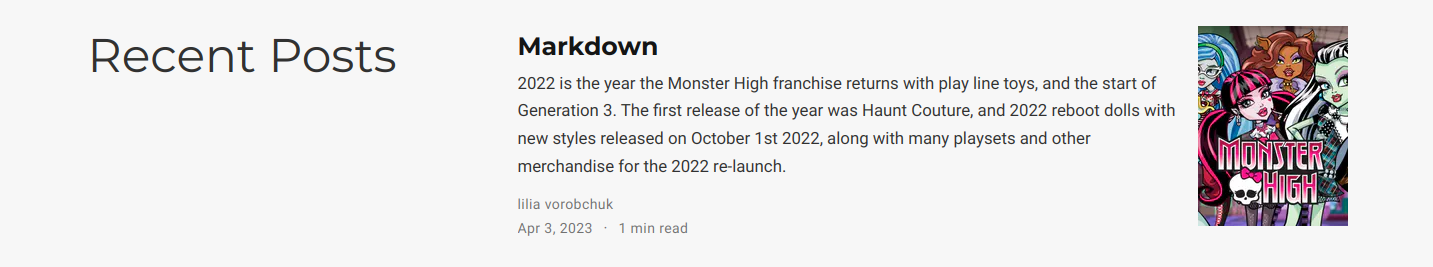 Recent Posts
Markdown
2022 is the year the Monster High franchise returns with play line toys, and the start of
Generation 3. The first release of the year was Haunt Couture, and 2022 reboot dolls with
new styles released on October 1st 2022, along with many playsets and other
merchandise for the 2022 re-launch.
lilia vorobchuk
Apr 3, 2023 · 1 min read
MONSTER
HIGH